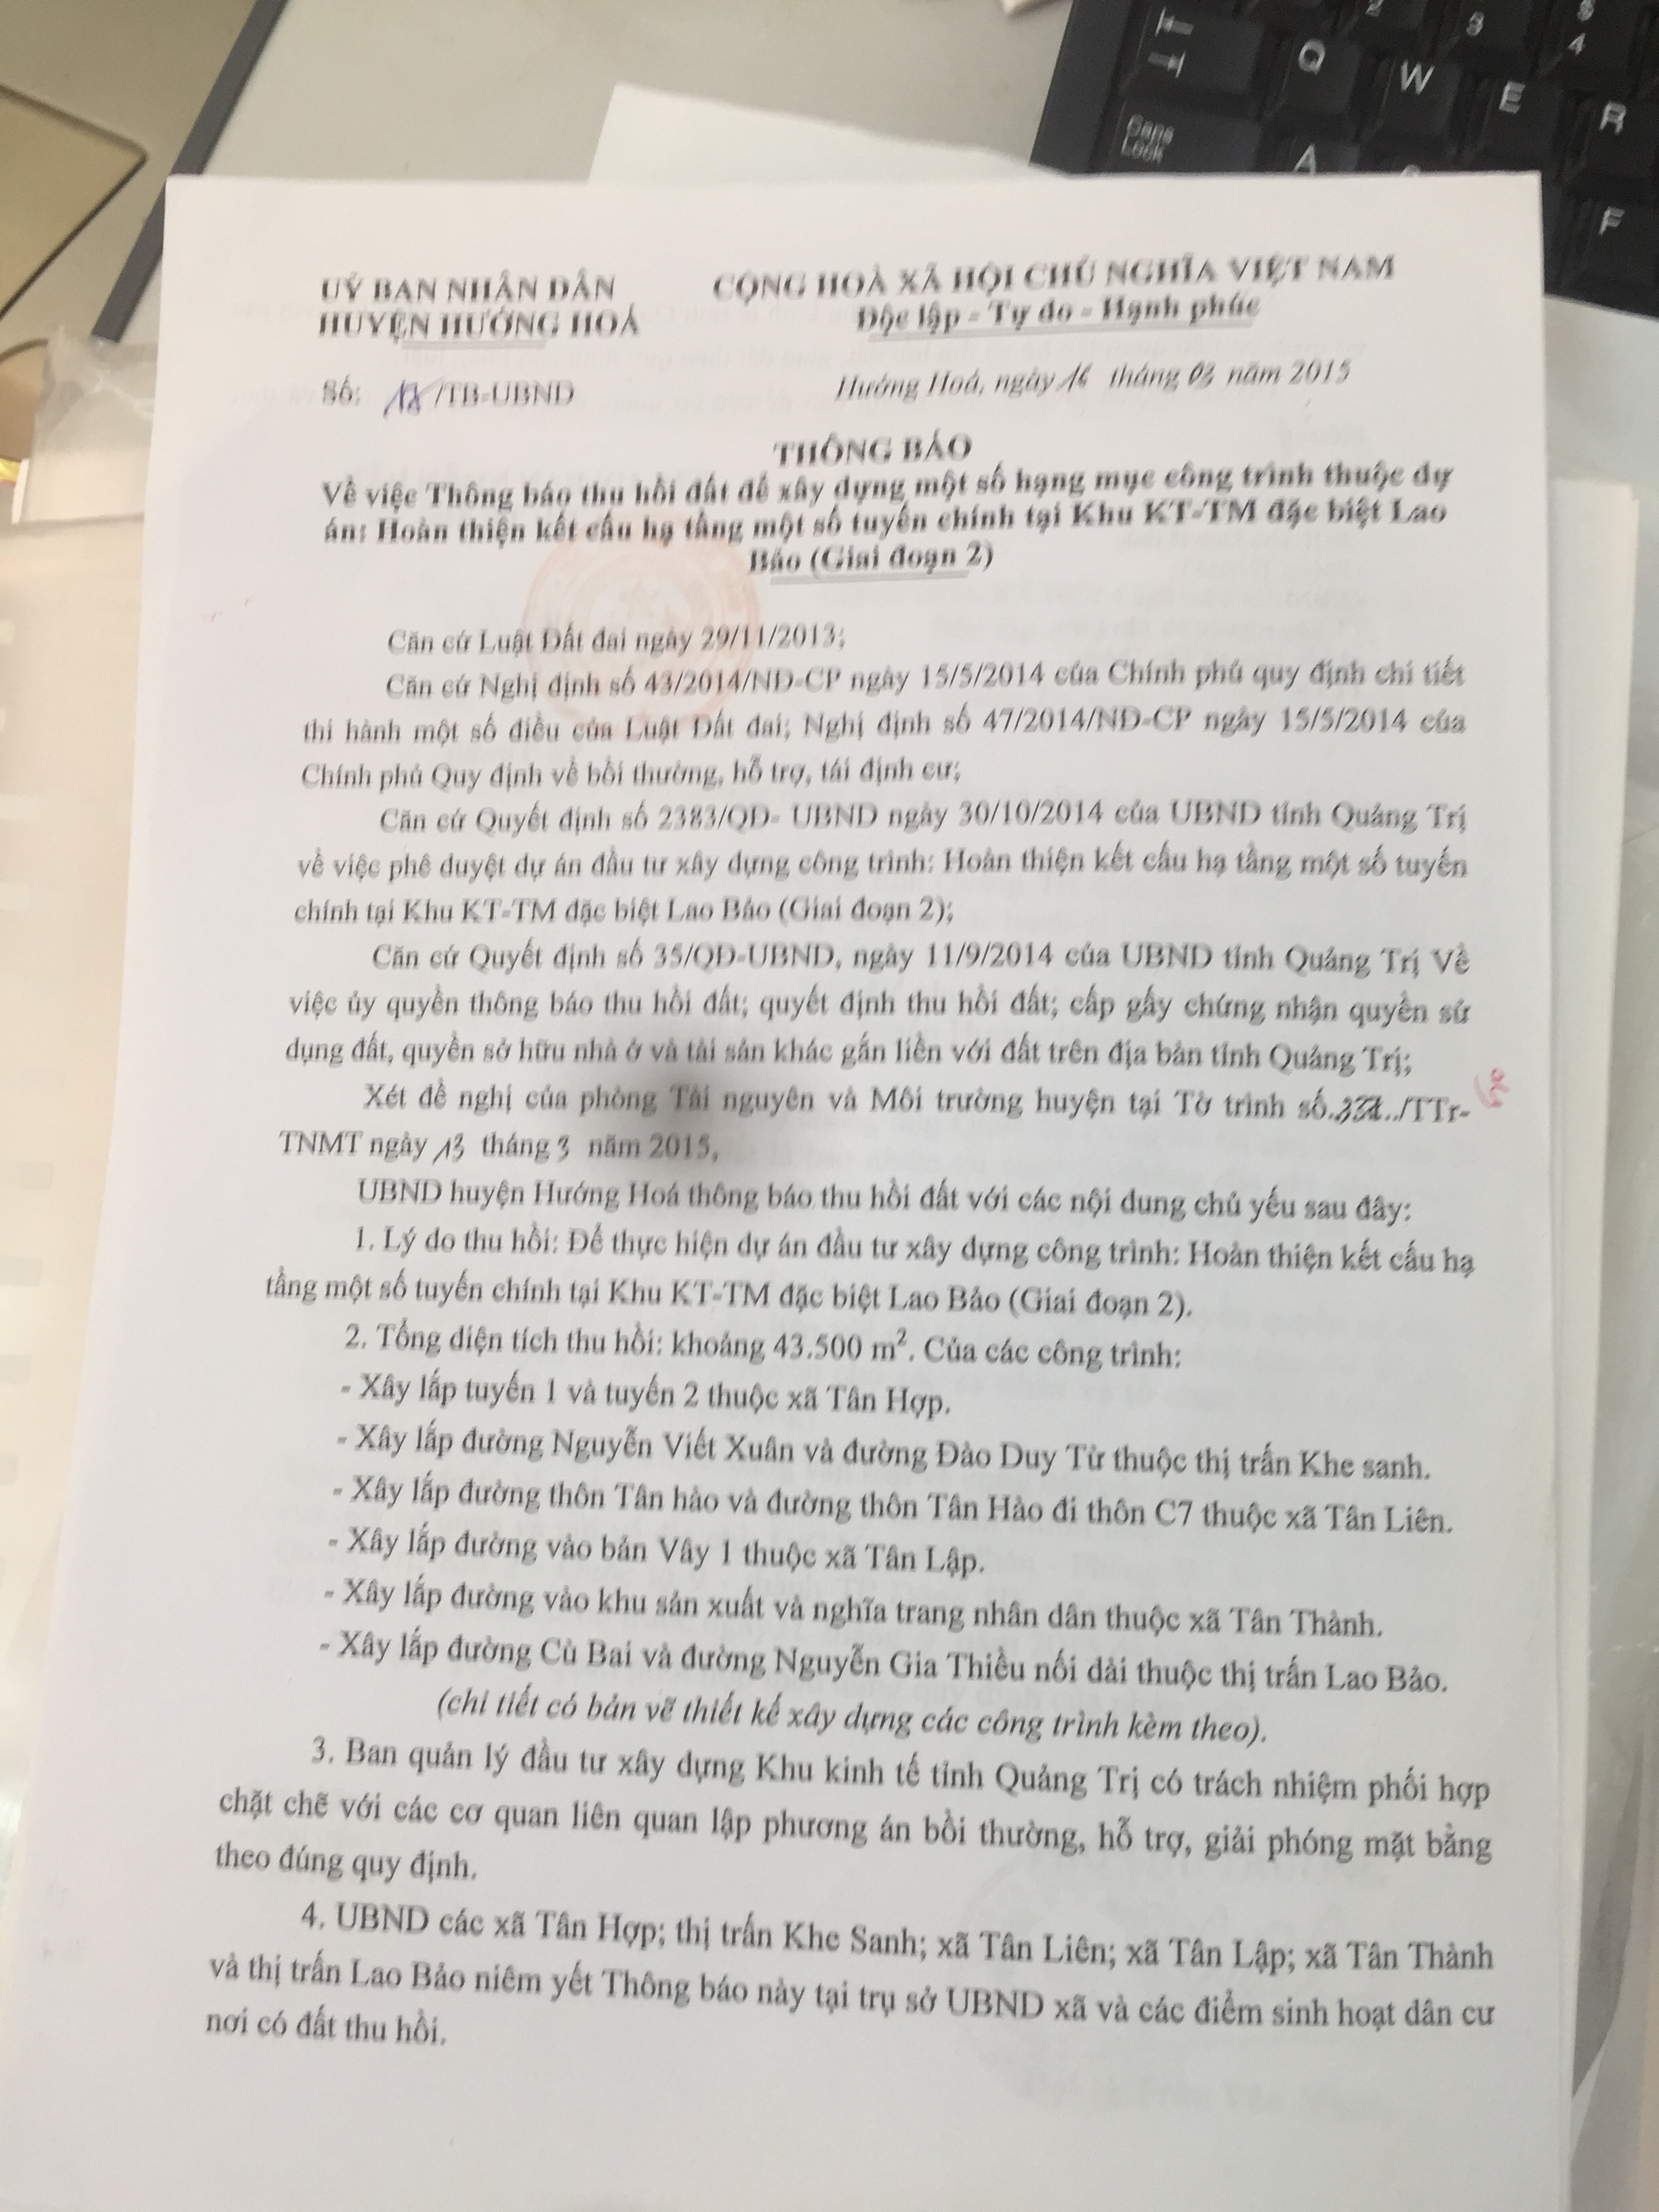 UỶ BAN NHÂN DÂN
HUYỆN HƯỚNG HOÁ
CỘNG HOÀ XÃ HỘI CHỦ NGHĨA VIỆT NAM
Độc lập - Tự do - Hạnh phúc
Số: 18/TB-UBND
Hướng Hoá, ngày 16 tháng 03 năm 2015
THÔNG BÁO
Về việc Thông báo thu hồi đất để xây dựng một số hạng mục công trình thuộc dự
án: Hoàn thiện kết cấu hạ tầng một số tuyến chính tại Khu KT-TM đặc biệt Lao
Bảo (Giai đoạn 2)
Căn cứ Luật Đất đai ngày 29/11/2013;
Căn cứ Nghị định số 43/2014/NĐ-CP ngày 15/5/2014 của Chính phủ quy định chi tiết
thi hành một số điều của Luật Đất đai; Nghị định số 47/2014/NĐ-CP ngày 15/5/2014 của
Chính phủ Quy định về bồi thường, hỗ trợ, tái định cư;
Căn cứ Quyết định số 2383/QĐ- UBND ngày 30/10/2014 của UBND tỉnh Quảng Trị
về việc phê duyệt dự án đầu tư xây dựng công trình: Hoàn thiện kết cấu hạ tầng một số tuyến
chính tại Khu KT-TM đặc biệt Lao Bảo (Giai đoạn 2);
Căn cứ Quyết định số 35/QĐ-UBND, ngày 11/9/2014 của UBND tỉnh Quảng Trị Về
việc ủy quyền thông báo thu hồi đất; quyết định thu hồi đất; cấp gấy chứng nhận quyền sử
dụng đất, quyền sở hữu nhà ở và tài sản khác gắn liền với đất trên địa bàn tỉnh Quảng Trị;
Xét đề nghị của phòng Tài nguyên và Môi trường huyện tại Tờ trình số /TTr-
TNMT ngày 13 tháng 3 năm 2015,
UBND huyện Hướng Hoá thông báo thu hồi đất với các nội dung chủ yếu sau đây:
1. Lý do thu hồi: Để thực hiện dự án đầu tư xây dựng công trình: Hoàn thiện kết cấu hạ
tầng một số tuyến chính tại Khu KT-TM đặc biệt Lao Bảo (Giai đoạn 2).
2. Tổng diện tích thu hồi: khoảng 43.500 m². Của các công trình:
- Xây lắp tuyến 1 và tuyến 2 thuộc xã Tân Hợp.
- Xây lắp đường Nguyễn Viết Xuân và đường Đào Duy Từ thuộc thị trấn Khe sanh.
- Xây lắp đường thôn Tân hào và đường thôn Tân Hào đi thôn C7 thuộc xã Tân Liên.
- Xây lắp đường vào bản Vây 1 thuộc xã Tân Lập.
- Xây lắp đường vào khu sản xuất và nghĩa trang nhân dân thuộc xã Tân Thành.
- Xây lắp đường Cù Bai và đường Nguyễn Gia Thiều nối dài thuộc thị trấn Lao Bảo.
(chi tiết có bản vẽ thiết kế xây dựng các công trình kèm theo).
3. Ban quản lý đầu tư xây dựng Khu kinh tế tỉnh Quảng Trị có trách nhiệm phối hợp
chặt chẽ với các cơ quan liên quan lập phương án bồi thường, hỗ trợ, giải phóng mặt bằng
theo đúng quy định.
4. UBND các xã Tân Hợp; thị trấn Khe Sanh; xã Tân Liên; xã Tân Lập; xã Tân Thành
và thị trấn Lao Bảo niêm yết Thông báo này tại trụ sở UBND xã và các điểm sinh hoạt dân cư
nơi có đất thu hồi.
Caps
Lock
Q
W
E
R
A
F
3
4